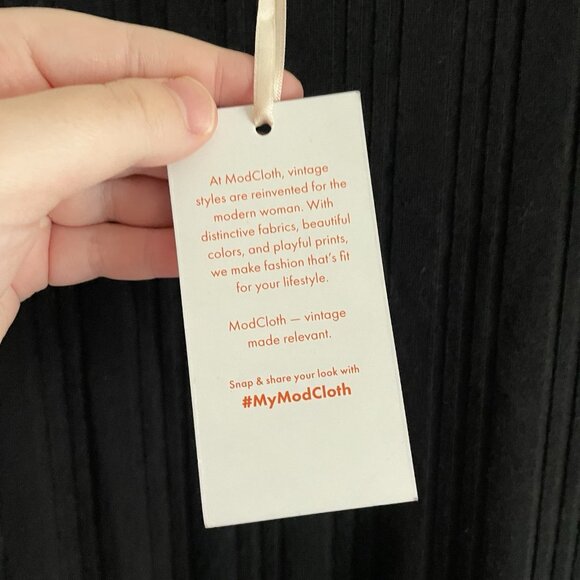 At ModCloth, vintage
styles are reinvented for the
modern woman. With
distinctive fabrics, beautiful
colors, and playful prints,
we make fashion that's fit
for your lifestyle.
ModCloth — vintage
made relevant.
Snap & share your look with
#MyModCloth